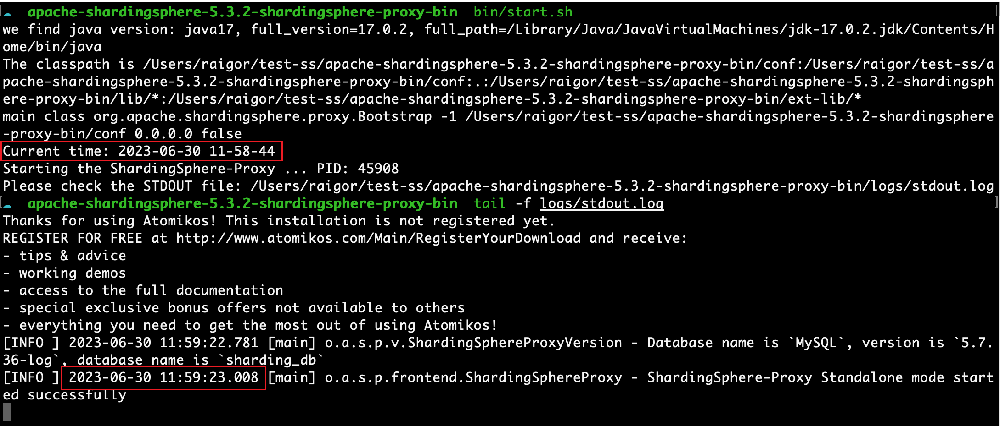 apache-shardingsphere-5.3.2-shardingsphere-proxy-bin bin/start.sh
we find java version: java17, full_version=17.0.2, full_path=/Library/Java/JavaVirtualMachines/jdk-17.0.2.jdk/Contents/H
ome/bin/java
The classpath is /Users/raigor/test-ss/apache-shardingsphere-5.3.2-shardingsphere-proxy-bin/conf:/Users/raigor/test-ss/a
pache-shardingsphere-5.3.2-shardingsphere-proxy-bin/conf:.:/Users/raigor/test-ss/apache-shardingsphere-5.3.2-shardingsph
ere-proxy-bin/lib/*:/Users/raigor/test-ss/apache-shardingsphere-5.3.2-shardingsphere-proxy-bin/ext-lib/*
main class org.apache.shardingsphere.proxy.Bootstrap -1 /Users/raigor/test-ss/apache-shardingsphere-5.3.2-shardingsphere
-proxy-bin/conf 0.0.0.0 false
Current time: 2023-06-30 11-58-44
Starting the ShardingSphere-Proxy ... PID: 45908
Please check the STDOUT file: /Users/raigor/test-ss/apache-shardingsphere-5.3.2-shardingsphere-proxy-bin/logs/stdout.log
apache-shardingsphere-5.3.2-shardingsphere-proxy-bin tail -f logs/stdout.log
Thanks for using Atomikos! This installation is not registered yet.
REGISTER FOR FREE at http://www.atomikos.com/Main/RegisterYourDownload and receive:
- tips & advice
- working demos
- access to the full documentation
- special exclusive bonus offers not available to others
- everything you need to get the most out of using Atomikos!
[INFO ] 2023-06-30 11:59:22.781 [main] o.a.s.p.v.ShardingSphereProxyVersion - Database name is `MySQL`, version is `5.7.
36-log`, database name is `sharding_db`
[INFO ] 2023-06-30 11:59:23.008 [main] o.a.s.p.frontend.ShardingSphereProxy - ShardingSphere-Proxy Standalone mode start
ed successfully